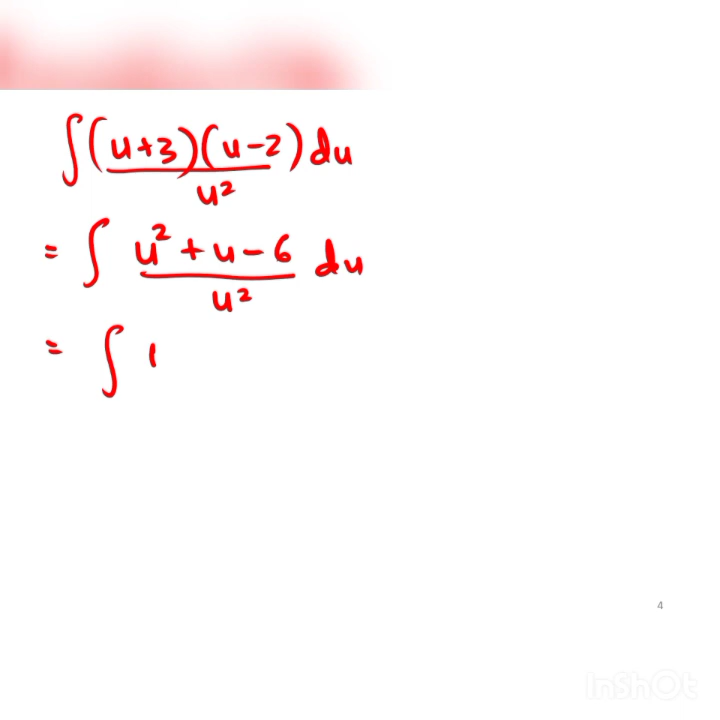 ∫ (u+3)(u-2) / u² du
= ∫ u² + u - 6 / u² du
= ∫ 1
4
InShOt